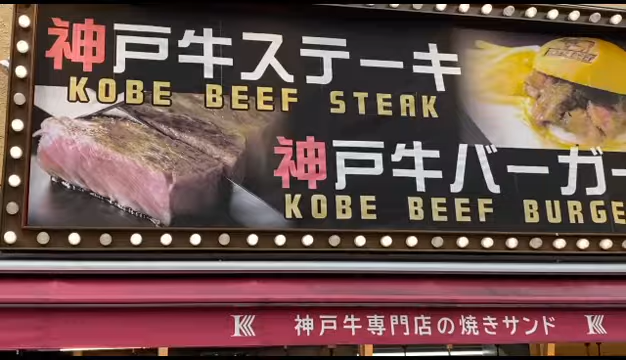 神戸牛ステーキ
KOBE BEEF STEAK
神戸牛バーガー
KOBE BEEF BURGE
神戸牛専門店の焼きサンド